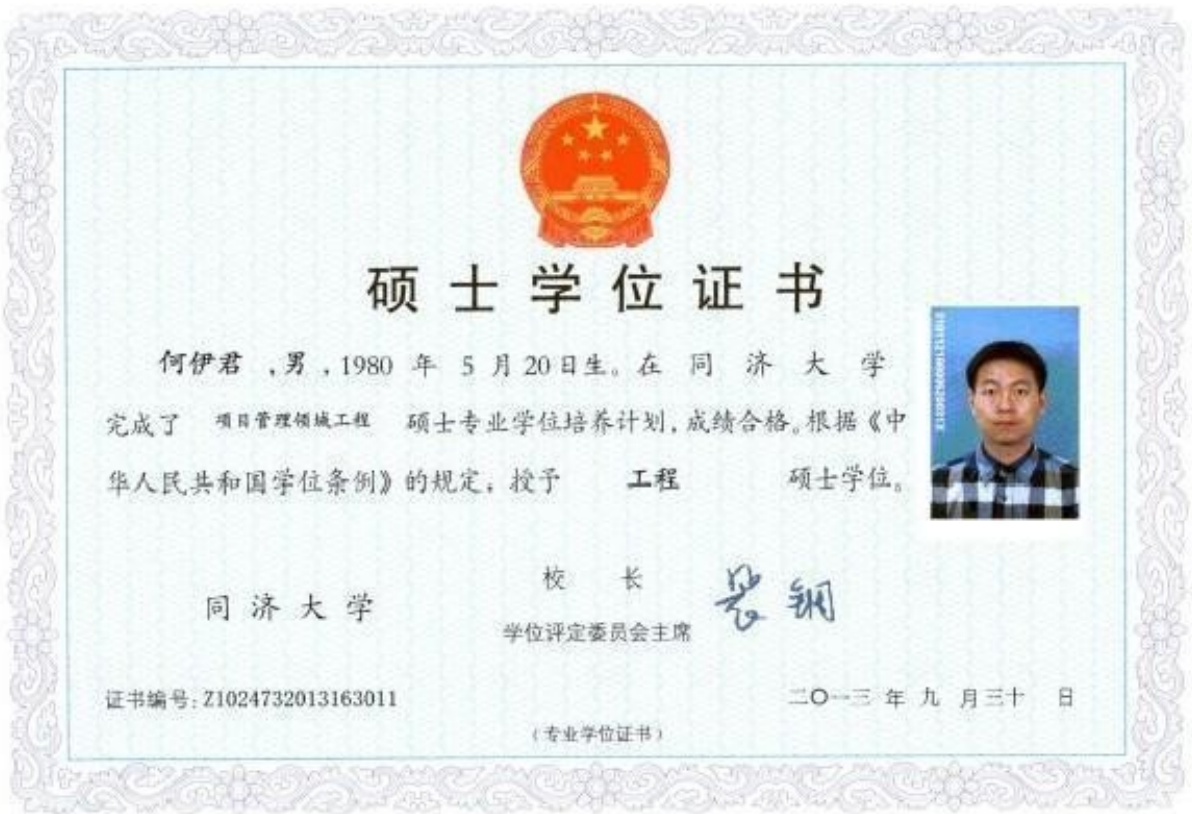 硕士学位证书
何伊君,男,1980 年 5 月 20日生。在 同 济 大 学
完成了 项目管理领域工程 硕士专业学位培养计划,成绩合格。根据《中
华人民共和国学位条例》的规定,授予 工程 硕士学位。
校 长 裴钢
同济大学
学位评定委员会主席
证书编号:Z1024732013163011
二〇一三 年 九 月三十 日
(专业学位证书)